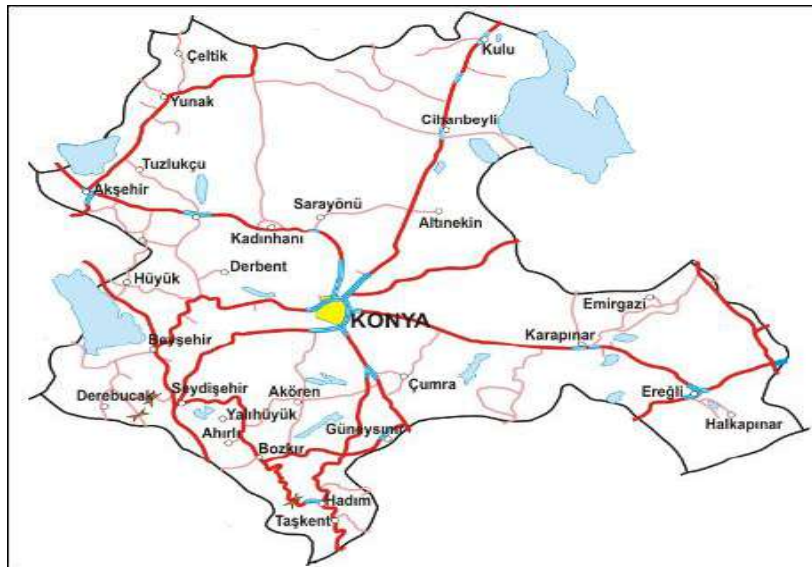 Kulu
Çeltik
Yunak
Cihanbeyli
Tuzlukçu
Akşehir
Sarayönü
Altınekin
Kadınhanı
Derbent
Hüyük
Emirgazi
KONYA
Karapınar
Beyşehir
Seydişehir
Çumra
Ereğli
Derebucak
Akören
Yalıhüyük
Halkapınar
Ahırlı
Güneysınır
Bozkır
Hadım
Taşkent